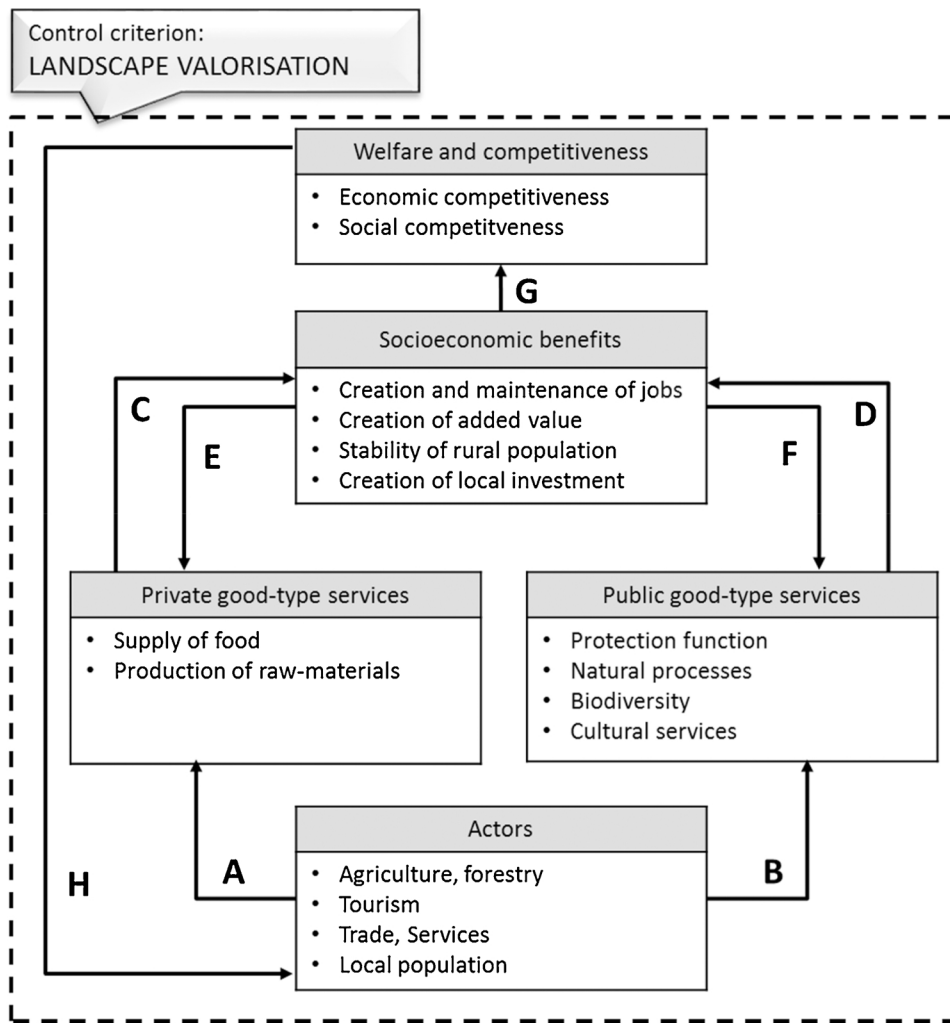 Control criterion:
LANDSCAPE VALORISATION
Welfare and competitiveness
• Economic competitiveness
• Social competitveness
G
Socioeconomic benefits
• Creation and maintenance of jobs
• Creation of added value
• Stability of rural population
• Creation of local investment
C
E
F
D
Private good-type services
• Supply of food
• Production of raw-materials
Public good-type services
• Protection function
• Natural processes
• Biodiversity
• Cultural services
Actors
• Agriculture, forestry
• Tourism
• Trade, Services
• Local population
H
A
B